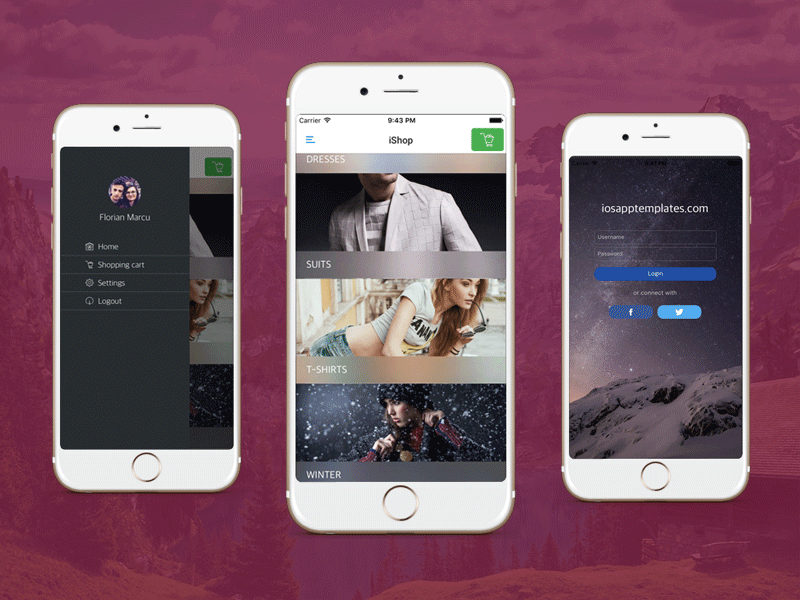 Florian Marcu
Home
Shopping cart
Settings
Logout
Carrier 9:43 PM
iShop
DRESSES
SUITS
T-SHIRTS
WINTER
iosapptemplates.com
Username
Password
Login
or connect with